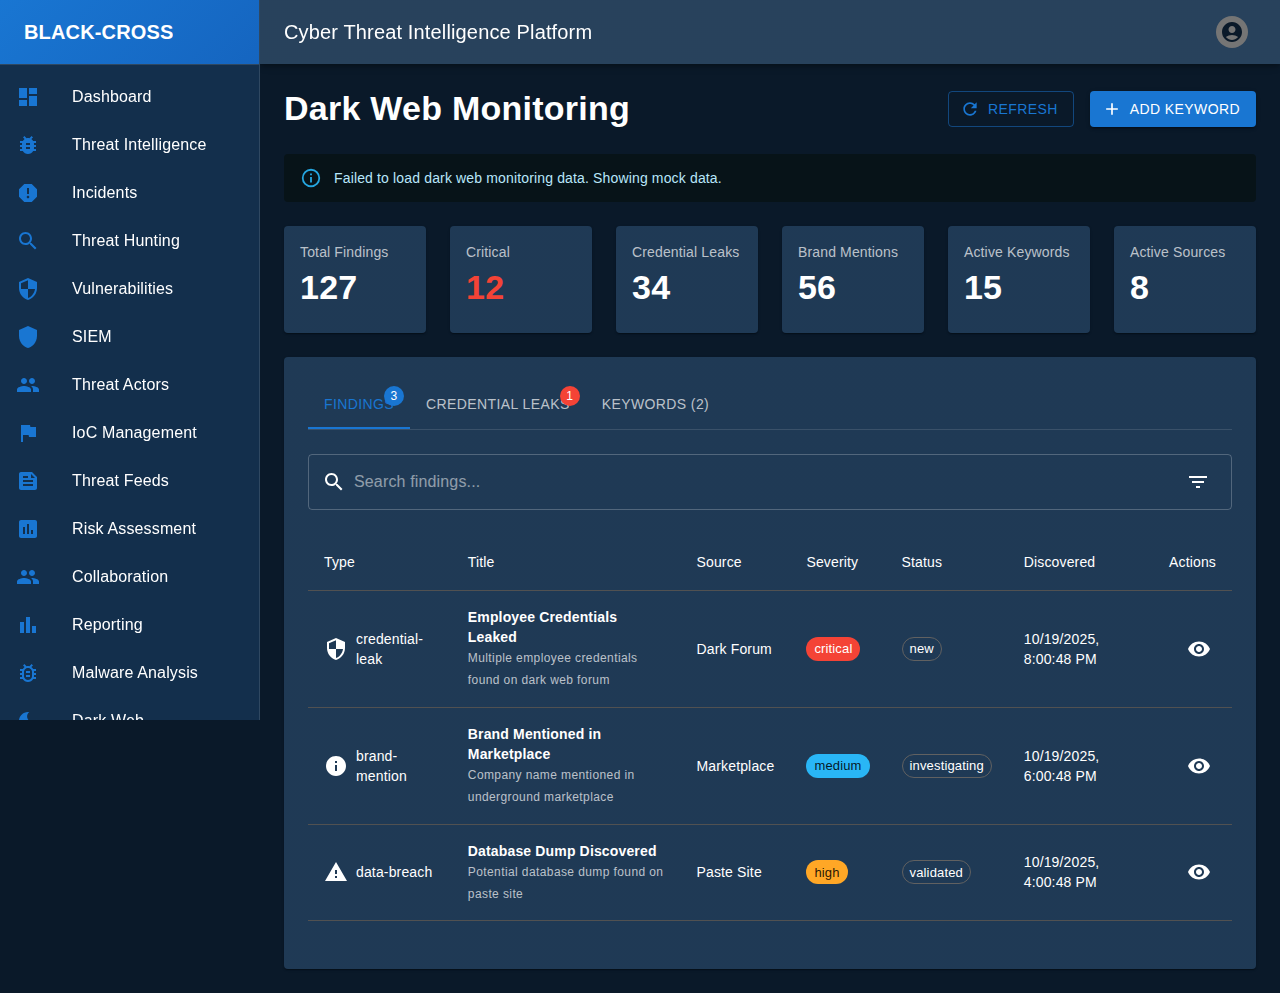 BLACK-CROSS
Cyber Threat Intelligence Platform
Dashboard
Threat Intelligence
Incidents
Threat Hunting
Vulnerabilities
SIEM
Threat Actors
IoC Management
Threat Feeds
Risk Assessment
Collaboration
Reporting
Malware Analysis
Dark Web
Dark Web Monitoring
REFRESH
ADD KEYWORD
Failed to load dark web monitoring data. Showing mock data.
Total Findings
127
Critical
12
Credential Leaks
34
Brand Mentions
56
Active Keywords
15
Active Sources
8
FINDINGS 3
CREDENTIAL LEAKS 1
KEYWORDS (2)
Search findings...
Type Title Source Severity Status Discovered Actions
credential-
leak
Employee Credentials
Leaked
Multiple employee credentials
found on dark web forum
Dark Forum
critical
new
10/19/2025,
8:00:48 PM
brand-
mention
Brand Mentioned in
Marketplace
Company name mentioned in
underground marketplace
Marketplace
medium
investigating
10/19/2025,
6:00:48 PM
data-breach
Database Dump Discovered
Potential database dump found on
paste site
Paste Site
high
validated
10/19/2025,
4:00:48 PM